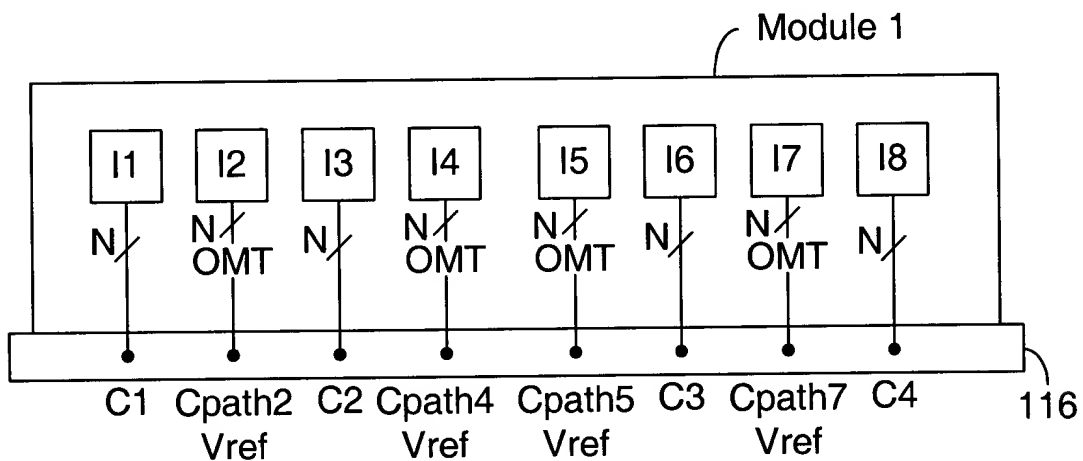 Module 1
I1 I2 I3 I4 I5 I6 I7 I8
N N N N N N N N
OMT OMT OMT OMT
C1 Cpath2 C2 Cpath4 Cpath5 C3 Cpath7 C4 116
Vref Vref Vref Vref